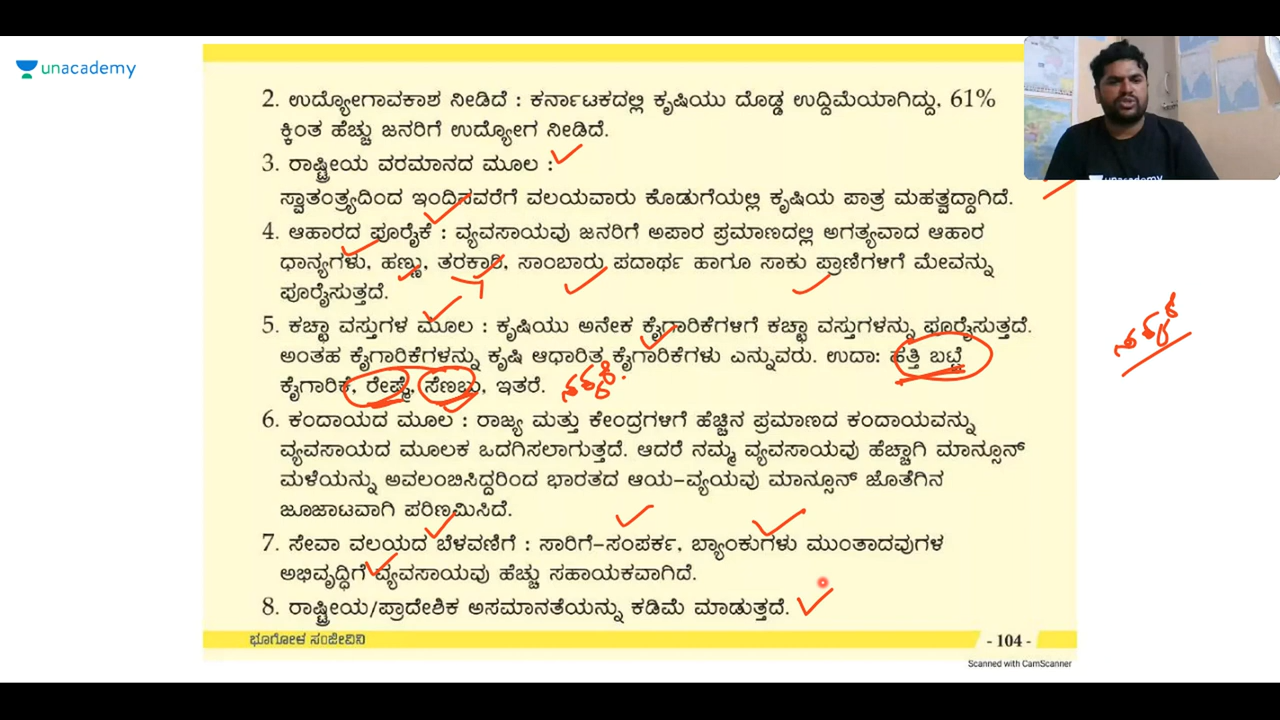 unacademy
2. ಉದ್ಯೋಗಾವಕಾಶ ನೀಡಿದೆ : ಕರ್ನಾಟಕದಲ್ಲಿ ಕೃಷಿಯು ದೊಡ್ಡ ಉದ್ದಿಮೆಯಾಗಿದ್ದು, 61%
ಕ್ಕಿಂತ ಹೆಚ್ಚು ಜನರಿಗೆ ಉದ್ಯೋಗ ನೀಡಿದೆ.
3. ರಾಷ್ಟ್ರೀಯ ವರಮಾನದ ಮೂಲ :
ಸ್ವಾತಂತ್ರ್ಯದಿಂದ ಇಂದಿನವರೆಗೆ ವಲಯವಾರು ಕೊಡುಗೆಯಲ್ಲಿ ಕೃಷಿಯ ಪಾತ್ರ ಮಹತ್ವದ್ದಾಗಿದೆ.
4. ಆಹಾರದ ಪೂರೈಕೆ : ವ್ಯವಸಾಯವು ಜನರಿಗೆ ಅಪಾರ ಪ್ರಮಾಣದಲ್ಲಿ ಅಗತ್ಯವಾದ ಆಹಾರ
ಧಾನ್ಯಗಳು, ಹಣ್ಣು, ತರಕಾರಿ, ಸಾಂಬಾರು ಪದಾರ್ಥ ಹಾಗೂ ಸಾಕು ಪ್ರಾಣಿಗಳಿಗೆ ಮೇವನ್ನು
ಪೂರೈಸುತ್ತದೆ.
5. ಕಚ್ಛಾ ವಸ್ತುಗಳ ಮೂಲ : ಕೃಷಿಯು ಅನೇಕ ಕೈಗಾರಿಕೆಗಳಿಗೆ ಕಚ್ಛಾ ವಸ್ತುಗಳನ್ನು ಪೂರೈಸುತ್ತದೆ.
ಅಂತಹ ಕೈಗಾರಿಕೆಗಳನ್ನು ಕೃಷಿ ಆಧಾರಿತ ಕೈಗಾರಿಕೆಗಳು ಎನ್ನುವರು. ಉದಾ: ಹತ್ತಿ ಬಟ್ಟೆ
ಕೈಗಾರಿಕೆ, ರೇಷ್ಮೆ, ಸೆಣಬು, ಇತರೆ. ಸಕ್ಕರೆ.
ಸಕ್ಕರೆ
6. ಕಂದಾಯದ ಮೂಲ : ರಾಜ್ಯ ಮತ್ತು ಕೇಂದ್ರಗಳಿಗೆ ಹೆಚ್ಚಿನ ಪ್ರಮಾಣದ ಕಂದಾಯವನ್ನು
ವ್ಯವಸಾಯದ ಮೂಲಕ ಒದಗಿಸಲಾಗುತ್ತದೆ. ಆದರೆ ನಮ್ಮ ವ್ಯವಸಾಯವು ಹೆಚ್ಚಾಗಿ ಮಾನ್ಸೂನ್
ಮಳೆಯನ್ನು ಅವಲಂಬಿಸಿದ್ದರಿಂದ ಭಾರತದ ಆಯ-ವ್ಯಯವು ಮಾನ್ಸೂನ್ ಜೊತೆಗಿನ
ಜೂಜಾಟವಾಗಿ ಪರಿಣಮಿಸಿದೆ.
7. ಸೇವಾ ವಲಯದ ಬೆಳವಣಿಗೆ : ಸಾರಿಗೆ-ಸಂಪರ್ಕ, ಬ್ಯಾಂಕುಗಳು ಮುಂತಾದವುಗಳ
ಅಭಿವೃದ್ಧಿಗೆ ವ್ಯವಸಾಯವು ಹೆಚ್ಚು ಸಹಾಯಕವಾಗಿದೆ.
8. ರಾಷ್ಟ್ರೀಯ/ಪ್ರಾದೇಶಿಕ ಅಸಮಾನತೆಯನ್ನು ಕಡಿಮೆ ಮಾಡುತ್ತದೆ.
ಭೂಗೋಳ ಸಂಜೀವಿನಿ
- 104 -
Scanned with CamScanner
unacademy